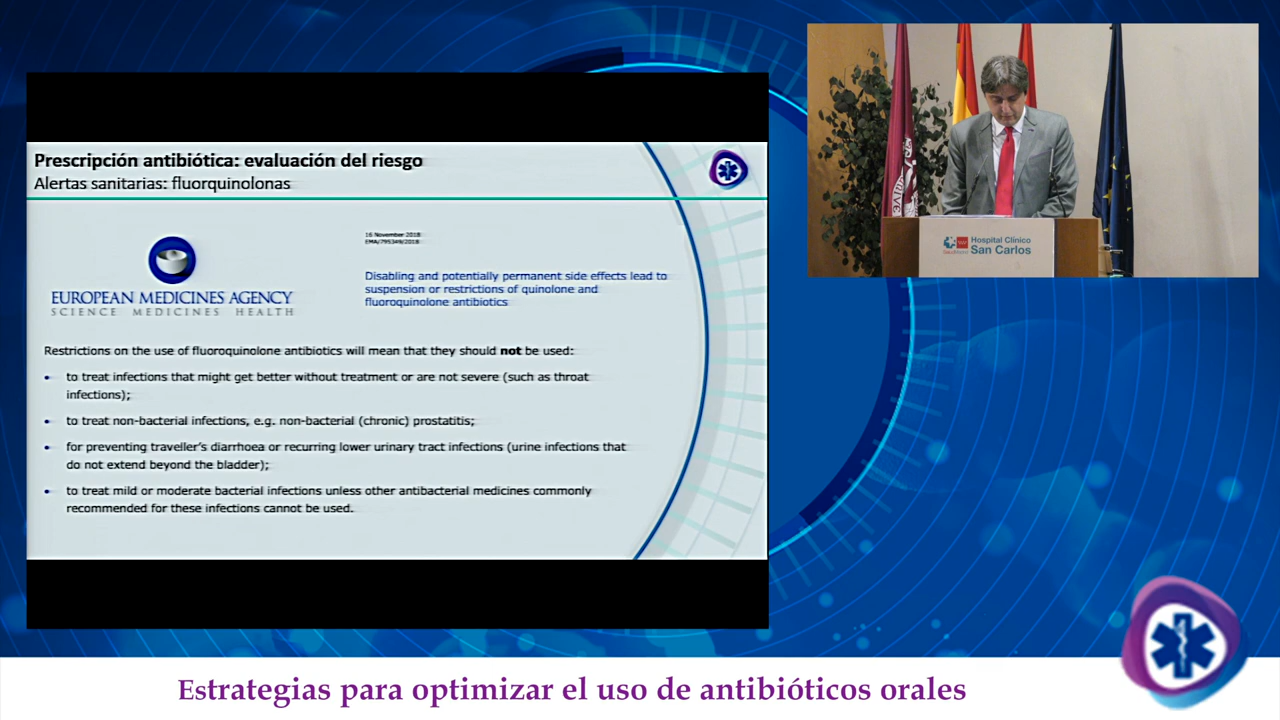 Prescripción antibiótica: evaluación del riesgo
Alertas sanitarias: fluorquinolonas
16 November 2018
EMA/795349/2018
EUROPEAN MEDICINES AGENCY
SCIENCE MEDICINES HEALTH
Disabling and potentially permanent side effects lead to
suspension or restrictions of quinolone and
fluoroquinolone antibiotics
Restrictions on the use of fluoroquinolone antibiotics will mean that they should not be used:
• to treat infections that might get better without treatment or are not severe (such as throat
infections);
• to treat non-bacterial infections, e.g. non-bacterial (chronic) prostatitis;
• for preventing traveller's diarrhoea or recurring lower urinary tract infections (urine infections that
do not extend beyond the bladder);
• to treat mild or moderate bacterial infections unless other antibacterial medicines commonly
recommended for these infections cannot be used.
Hospital Clínico
San Carlos
Estrategias para optimizar el uso de antibióticos orales